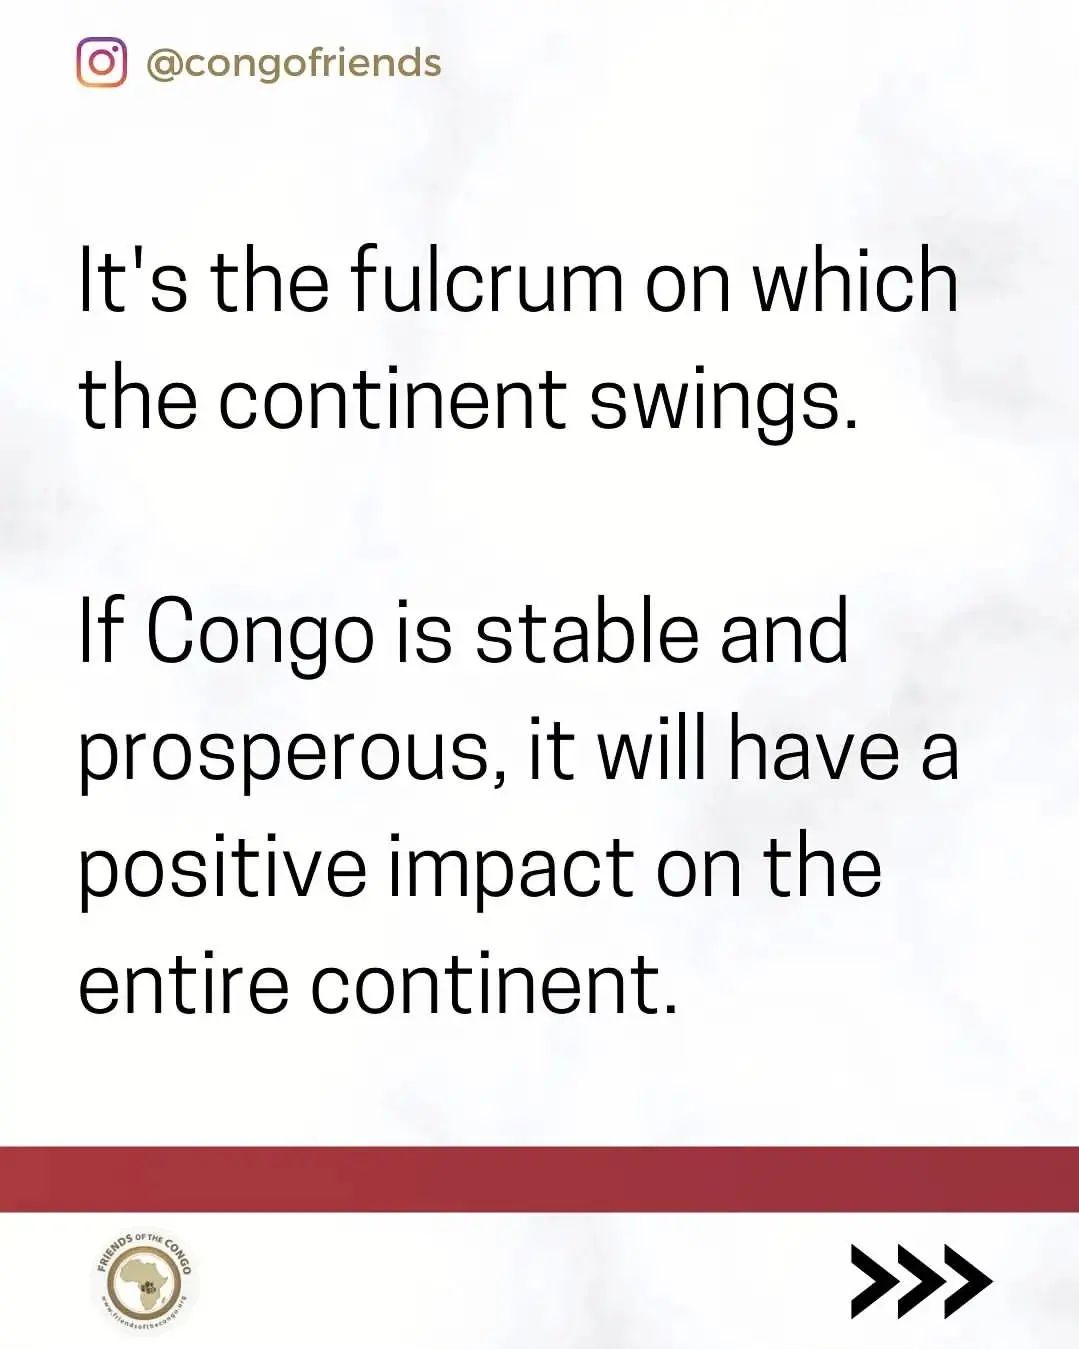 @congofriends
It's the fulcrum on which
the continent swings.
If Congo is stable and
prosperous, it will have a
positive impact on the
entire continent.
FRIENDS OF THE CONGO
www.friendsofthecongo.org